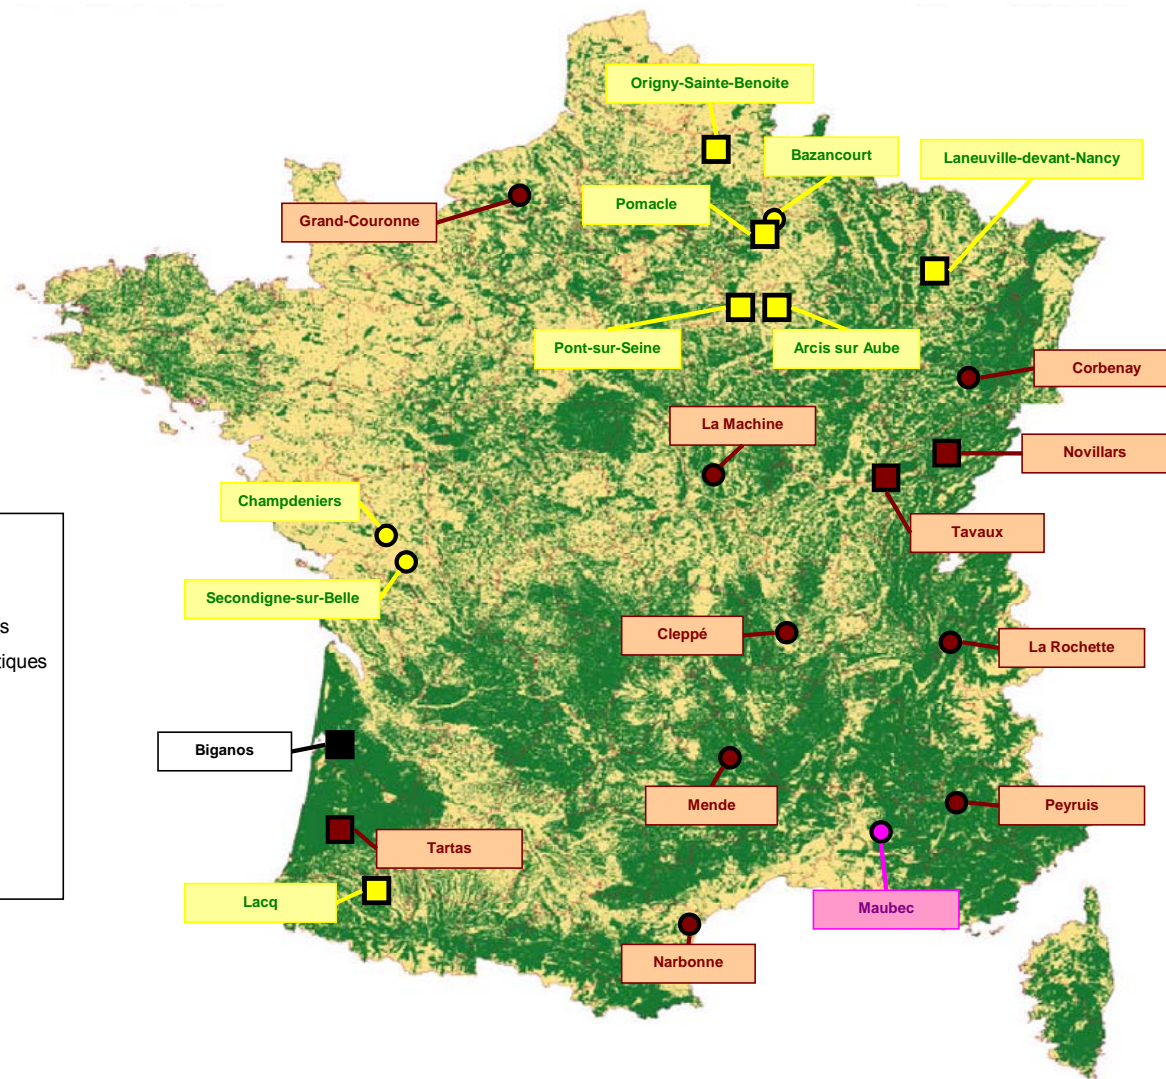 Origny-Sainte-Benoite
Bazancourt
Laneuville-devant-Nancy
Pomacle
Grand-Couronne
Pont-sur-Seine
Arcis sur Aube
Corbenay
La Machine
Novillars
Champdeniers
Tavaux
Secondigne-sur-Belle
s
tiques
Cleppé
La Rochette
Biganos
Mende
Peyruis
Tartas
Lacq
Maubec
Narbonne